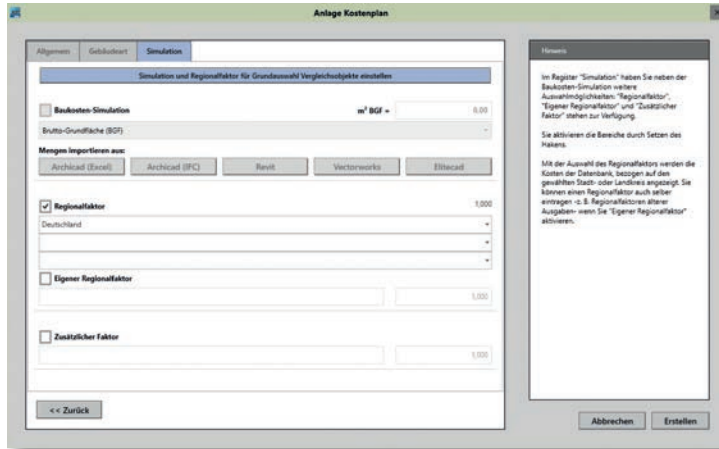 Anlage Kostenplan
Allgemein Gebäudeart Simulation
Simulation und Regionalfaktor für Grundauswahl Vergleichsobjekte einstellen
Baukosten-Simulation m² BGF = 0,00
Brutto-Grundfläche (BGF)
Mengen importieren aus:
Archicad (Excel) Archicad (IFC) Revit Vectorworks Elitecad
Regionalfaktor 1,000
Deutschland
Eigener Regionalfaktor
1,000
Zusätzlicher Faktor
1,000
<< Zurück
Hinweis
Im Register "Simulation" haben Sie neben der
Baukosten-Simulation weitere
Auswahlmöglichkeiten: "Regionalfaktor",
"Eigener Regionalfaktor" und "Zusätzlicher
Faktor" stehen zur Verfügung.
Sie aktivieren die Bereiche durch Setzen des
Hakens.
Mit der Auswahl des Regionalfaktors werden die
Kosten der Datenbank, bezogen auf den
gewählten Stadt- oder Landkreis angezeigt. Sie
können einen Regionalfaktor auch selber
eintragen -z. B. Regionalfaktoren älterer
Ausgaben- wenn Sie "Eigener Regionalfaktor"
aktivieren.
Abbrechen Erstellen